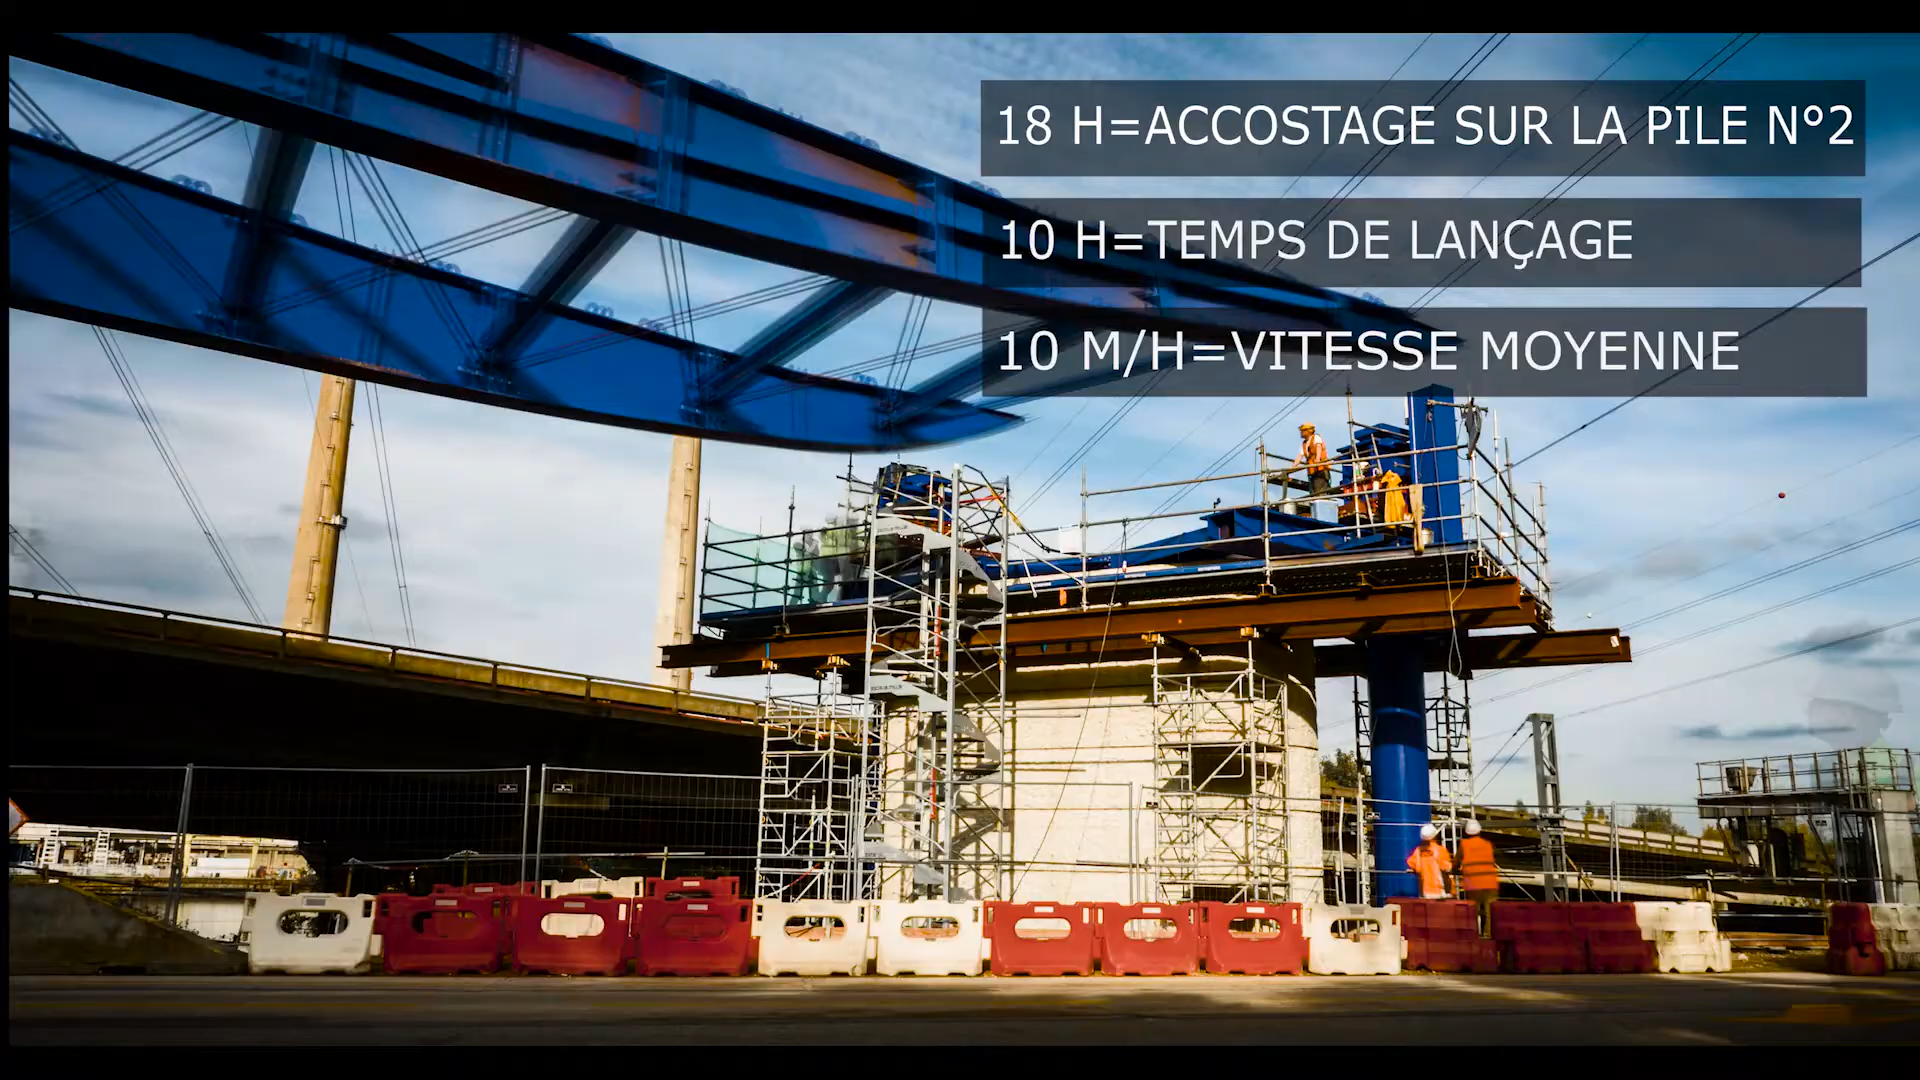 18 H=ACCOSTAGE SUR LA PILE N°2
10 H=TEMPS DE LANÇAGE
10 M/H=VITESSE MOYENNE